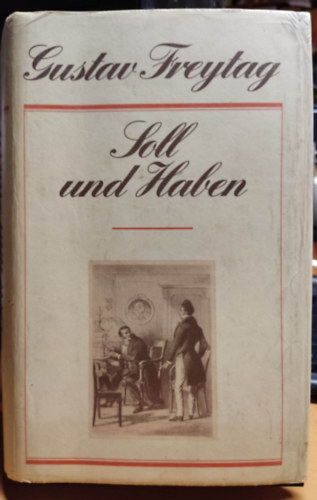 Gustav Freytag
Soll
und Haben